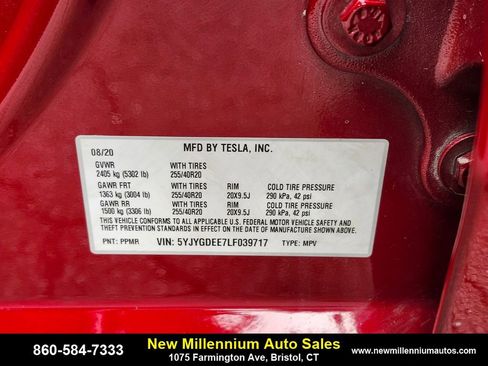 08/20 MFD BY TESLA, INC.
GVWR WITH TIRES
2405 kg (5302 lb) 255/40R20
GAWR FRT WITH TIRES RIM COLD TIRE PRESSURE
1363 kg (3004 lb) 255/40R20 20X9.5J 290 kPa, 42 psi
GAWR RR WITH TIRES RIM COLD TIRE PRESSURE
1500 kg (3306 lb) 255/40R20 20X9.5J 290 kPa, 42 psi
THIS VEHICLE CONFORMS TO ALL APPLICABLE U.S. FEDERAL MOTOR VEHICLE SAFETY AND
THEFT PREVENTION STANDARDS IN EFFECT ON THE DATE OF MANUFACTURE SHOWN ABOVE.
PNT: PPMR VIN: 5YJYGDEE7LF039717 TYPE: MPV
860-584-7333
New Millennium Auto Sales
1075 Farmington Ave, Bristol, CT
www.newmillenniumautos.com